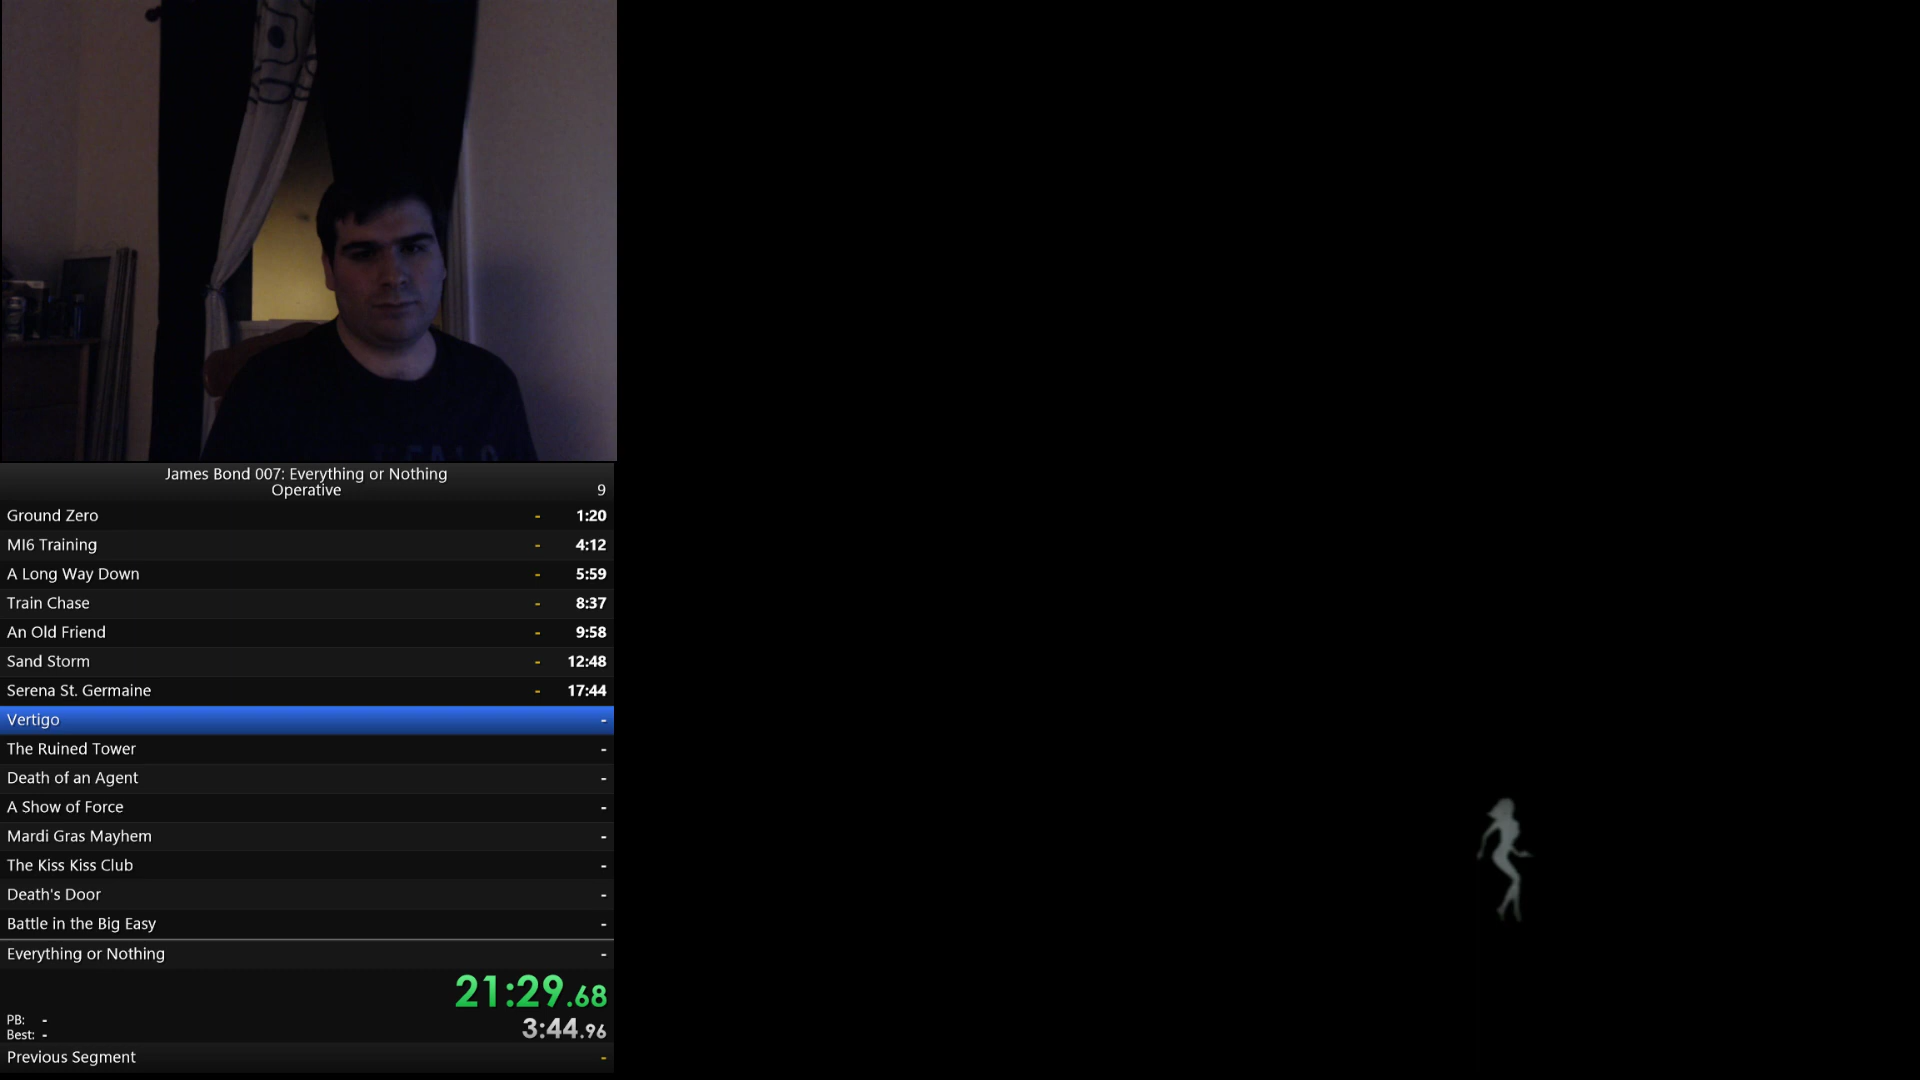 James Bond 007: Everything or Nothing
Operative 9
Ground Zero - 1:20
MI6 Training - 4:12
A Long Way Down - 5:59
Train Chase - 8:37
An Old Friend - 9:58
Sand Storm - 12:48
Serena St. Germaine - 17:44
Vertigo -
The Ruined Tower -
Death of an Agent -
A Show of Force -
Mardi Gras Mayhem -
The Kiss Kiss Club -
Death's Door -
Battle in the Big Easy -
Everything or Nothing -
21:29.68
PB: -
Best: -
3:44.96
Previous Segment -